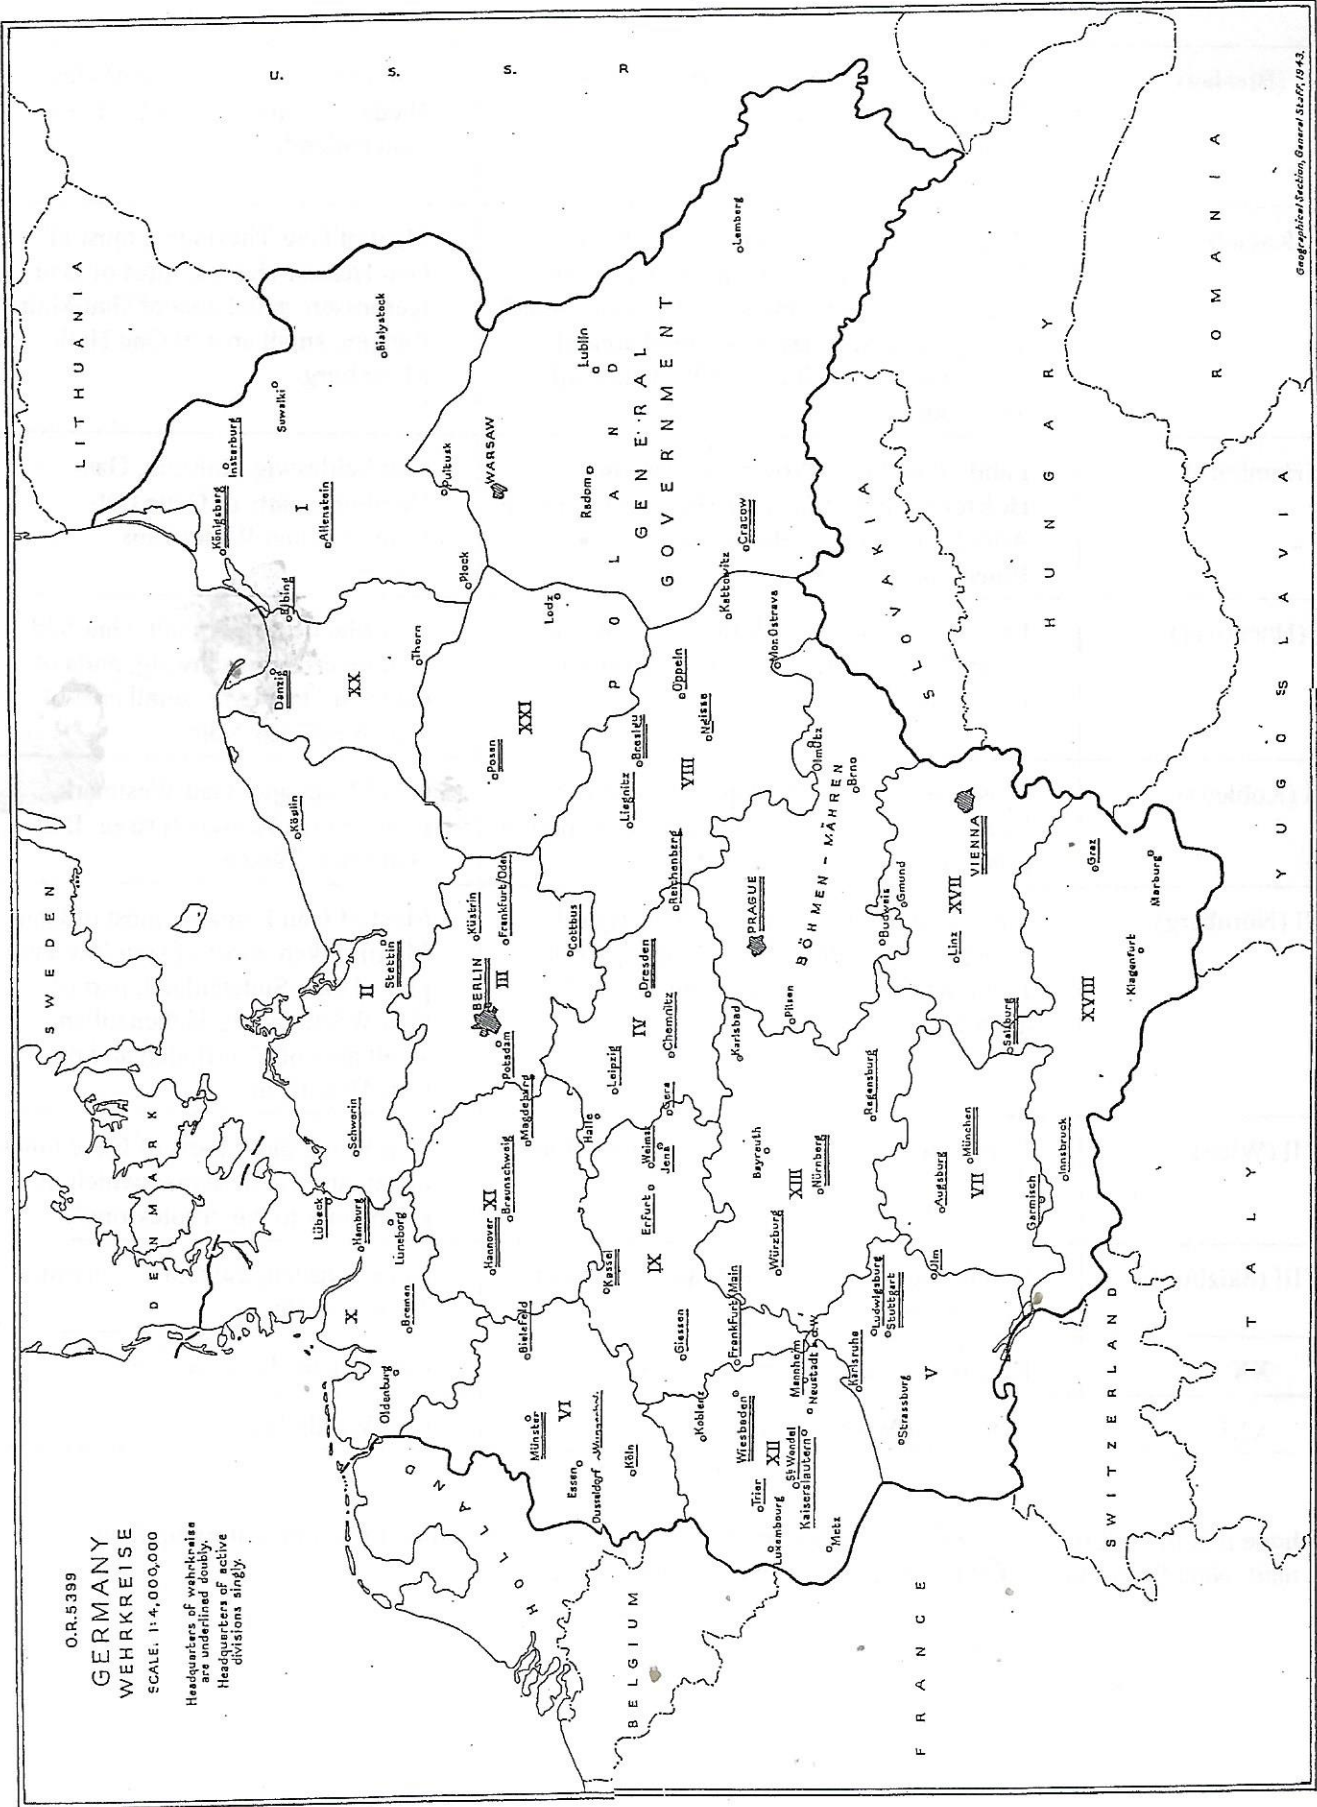 O.R.5399
GERMANY
WEHRKREISE
SCALE: 1:4,000,000
Headquarters of wehrkreise
are underlined doubly.
Headquarters of active
divisions singly.
SWEDEN
DENMARK
LITHUANIA
U. S. S. R
HOLLAND
BELGIUM
FRANCE
SWITZERLAND
ITALY
YUGOSSLAVIA
HUNGARY
ROMANIA
SLOVAKIA
POLAND
GENERAL
GOVERNMENT
BÖHMEN - MÄHREN
I
Königsberg
Insterburg
Suwalki
Allenstein
Bialystock
Pultusk
WARSAW
Plock
Elbing
Danzig
XX
Thorn
XXI
Posen
Lodz
Radom
Lublin
Lemberg
Cracow
Kattowitz
Mor. Ostrava
Oppeln
Neisse
Breslau
Liegnitz
VIII
Reichenberg
Olmütz
Brno
Köslin
II
Stettin
Schwerin
Küstrin
Frankfurt/Oder
BERLIN
III
Potsdam
Cottbus
Dresden
IV
Chemnitz
Leipzig
Gera
Halle
Magdeburg
Karlsbad
Pilsen
PRAGUE
Budweis
Gmund
VIENNA
XVII
Linz
Salzburg
XVIII
Graz
Marburg
Klagenfurt
Innsbruck
Garmisch
München
VII
Augsburg
Regensburg
Nürnberg
XIII
Bayreuth
Würzburg
Weimar
Jena
Erfurt
IX
Kassel
Giessen
Frankfurt/Main
Hannover
XI
Braunschweig
Lübeck
Hamburg
Lüneborg
X
Bremen
Oldenburg
Bielefeld
Münster
VI
Essen
Dusseldorf
Wuppertal
Köln
Koblenz
Wiesbaden
XII
Trier
St Wendel
Kaiserslautern
Luxembourg
Metz
Mannheim
Neustadt A.d.W.
Karlsruhe
Ludwigsburg
Stuttgart
Ulm
V
Strassburg
Geographical Section, General Staff, 1943.